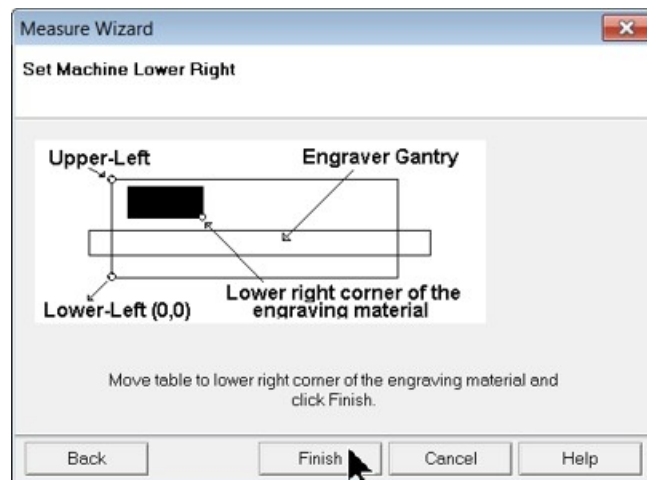 Measure Wizard
Set Machine Lower Right
Upper-Left
Engraver Gantry
Lower right corner of the
engraving material
Lower-Left (0,0)
Move table to lower right corner of the engraving material and
click Finish.
Back
Finish
Cancel
Help